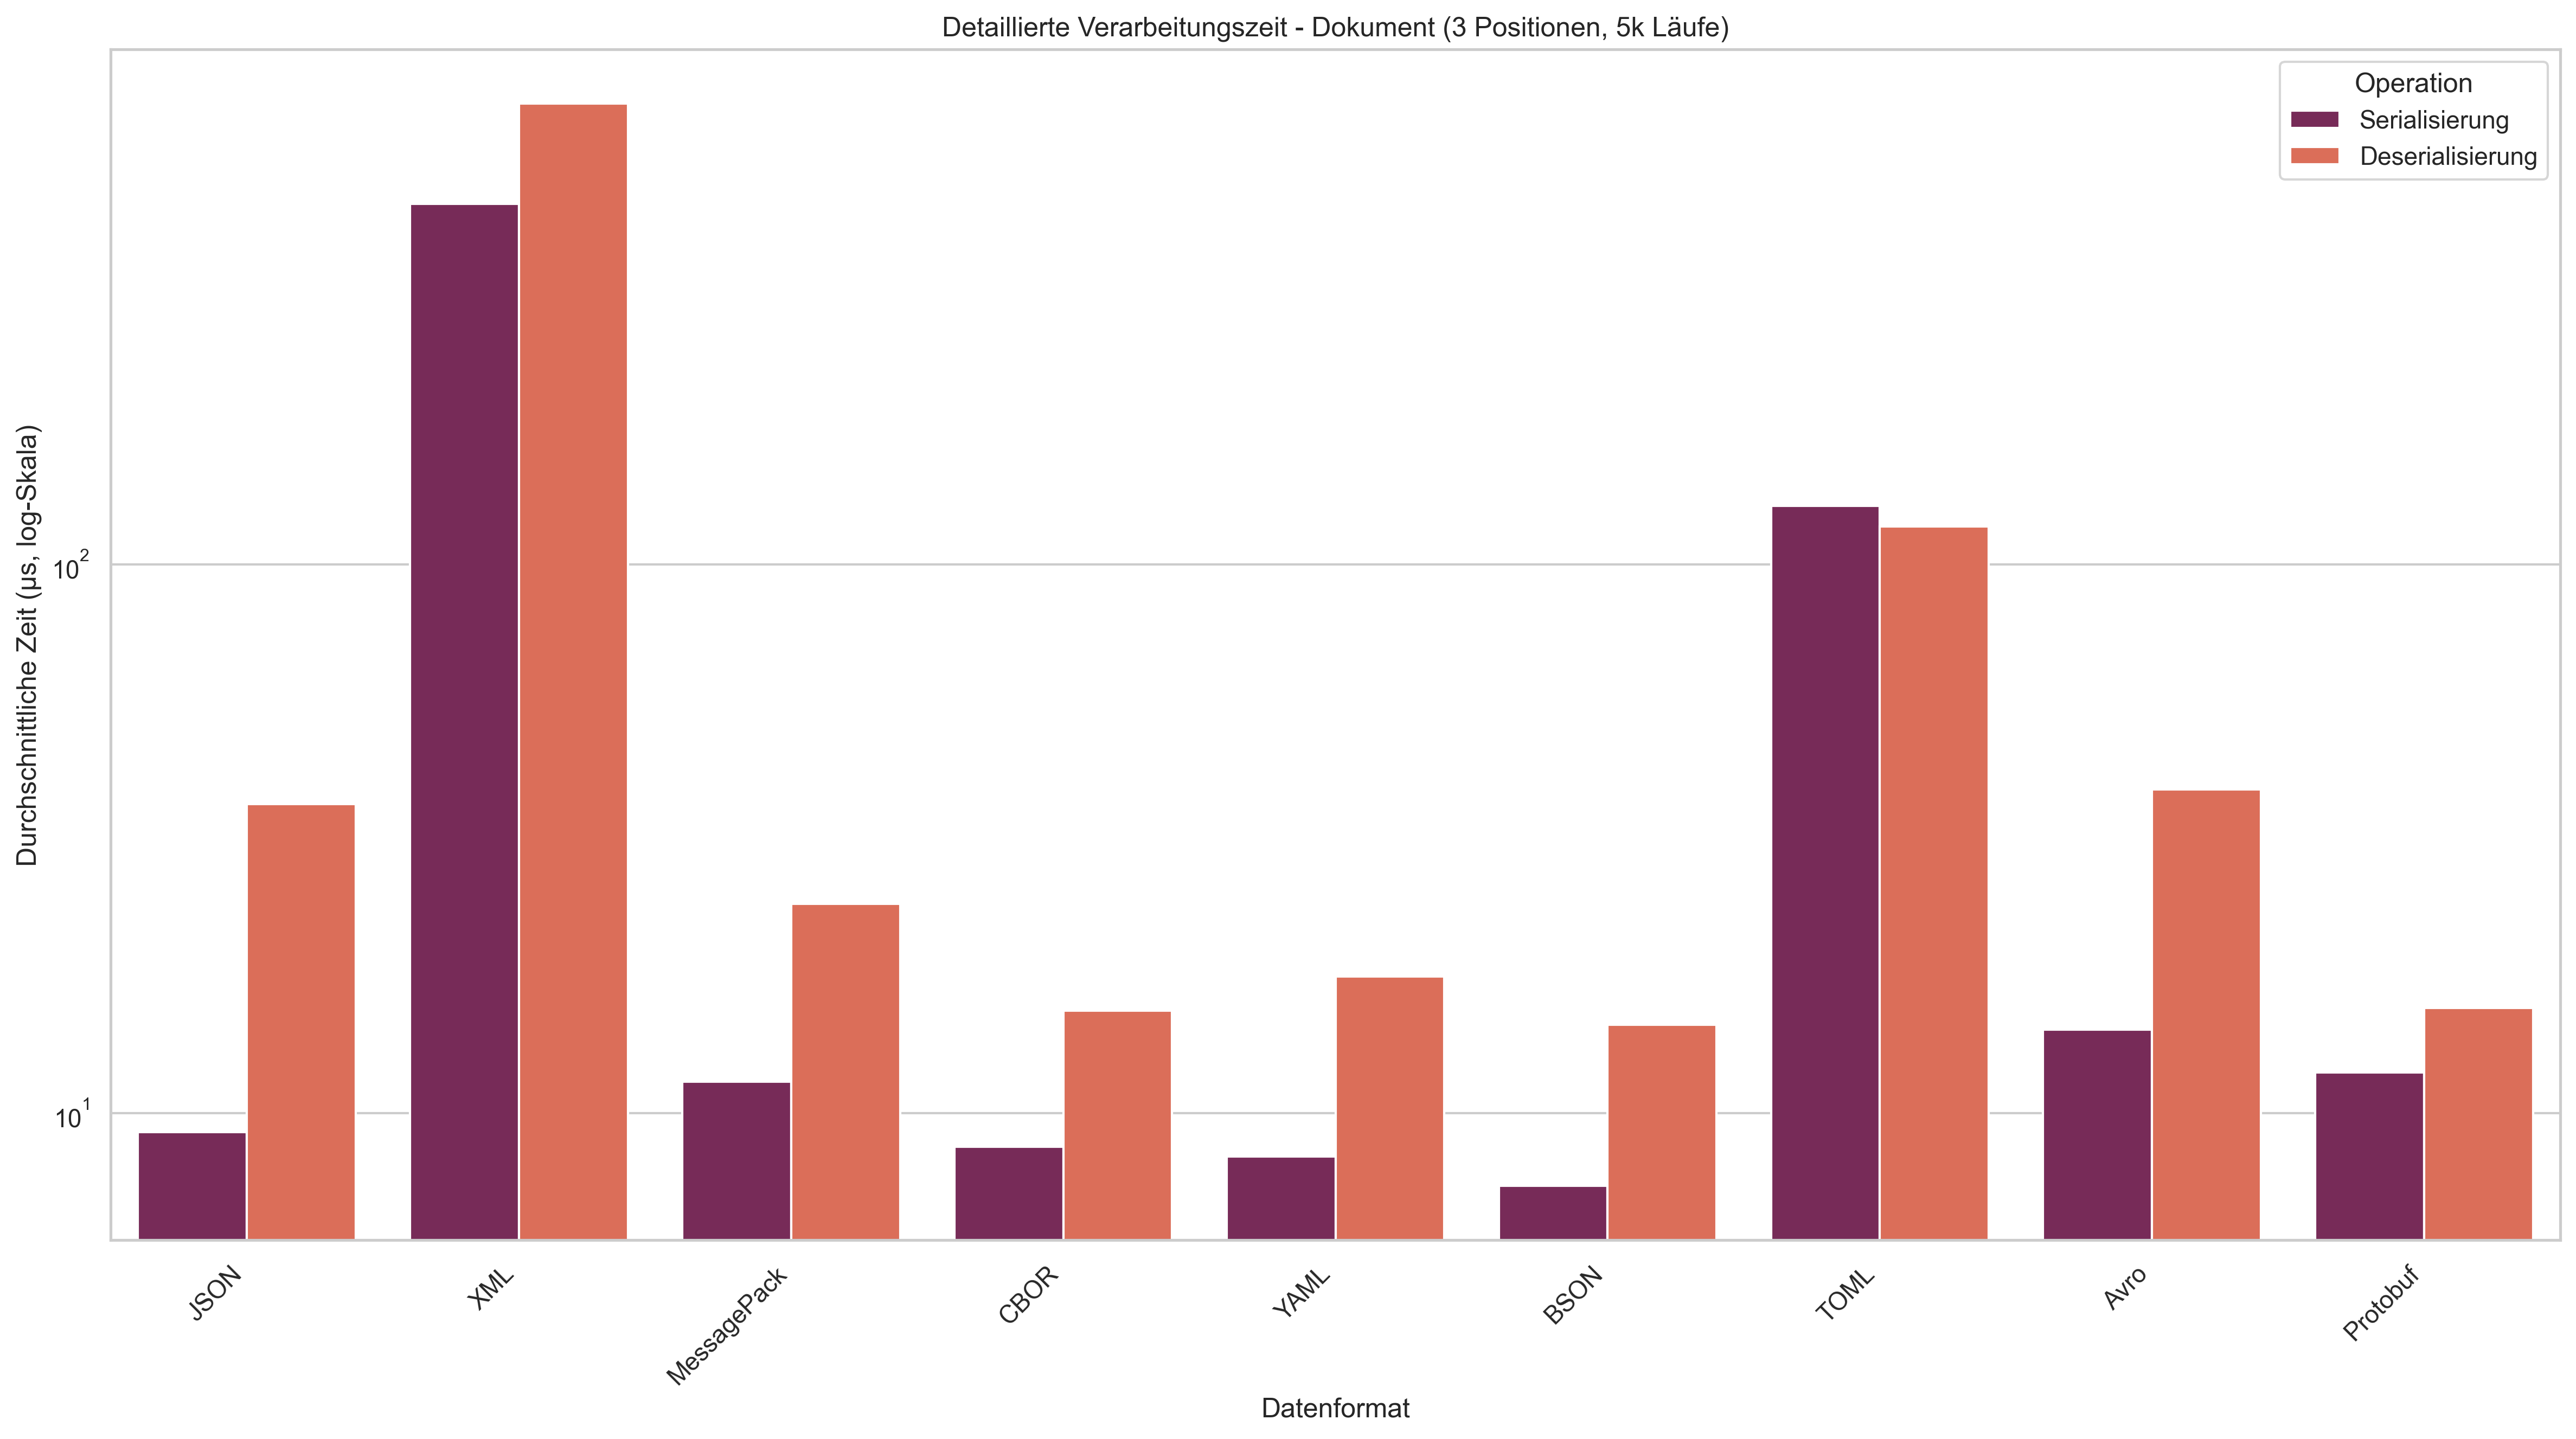 Detaillierte Verarbeitungszeit - Dokument (3 Positionen, 5k Läufe)
Operation
Serialisierung
Deserialisierung
Durchschnittliche Zeit (µs, log-Skala)
10²
10¹
JSON
XML
MessagePack
CBOR
YAML
BSON
TOML
Avro
Protobuf
Datenformat